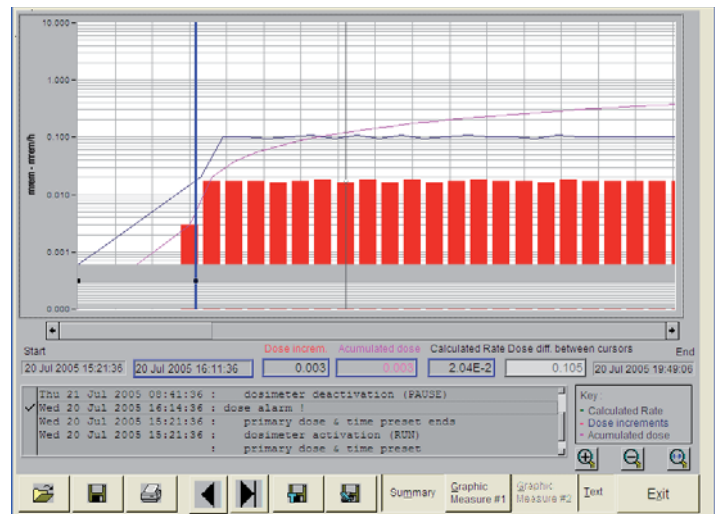 10.000
1.000
0.100
mrem - mrem/h
0.010
0.001
0.000
Start
Dose increm.
Acumulated dose
Calculated Rate
Dose diff. between cursors
End
20 Jul 2005 15:21:36
20 Jul 2005 16:11:36
0.003
0.003
2.04E-2
0.105
20 Jul 2005 19:49:06
Thu 21 Jul 2005 08:41:36 : dosimeter deactivation (PAUSE)
Wed 20 Jul 2005 16:14:36 : dose alarm !
Wed 20 Jul 2005 15:21:36 : primary dose & time preset ends
Wed 20 Jul 2005 15:21:36 : dosimeter activation (RUN)
: primary dose & time preset
Key :
- Calculated Rate
- Dose increments
- Acumulated dose
Summary
Graphic
Measure #1
Graphic
Measure #2
Text
Exit